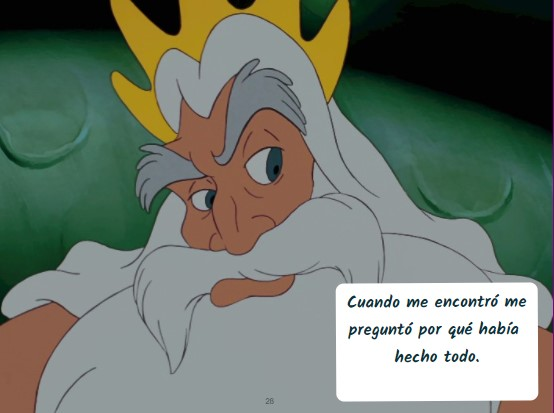 Cuando me encontró me
preguntó por qué había
hecho todo.
28